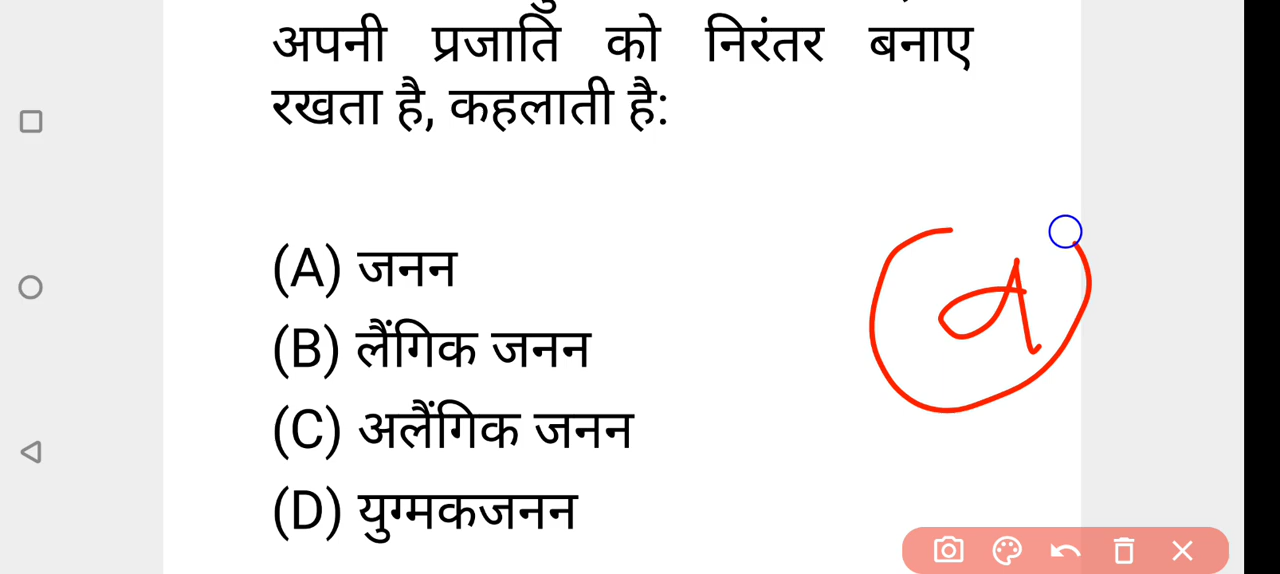 अपनी प्रजाति को निरंतर बनाए
रखता है, कहलाती है:
(A) जनन
(B) लैंगिक जनन
(C) अलैंगिक जनन
(D) युग्मकजनन